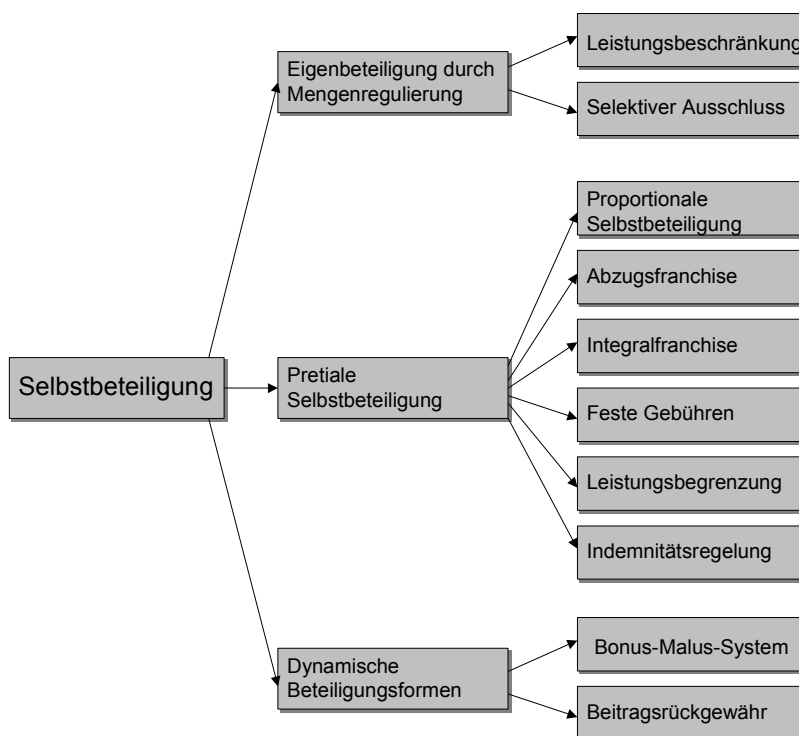 Selbstbeteiligung
Eigenbeteiligung durch
Mengenregulierung
Leistungsbeschränkung
Selektiver Ausschluss
Pretiale
Selbstbeteiligung
Proportionale
Selbstbeteiligung
Abzugsfranchise
Integralfranchise
Feste Gebühren
Leistungsbegrenzung
Indemnitätsregelung
Dynamische
Beteiligungsformen
Bonus-Malus-System
Beitragsrückgewähr